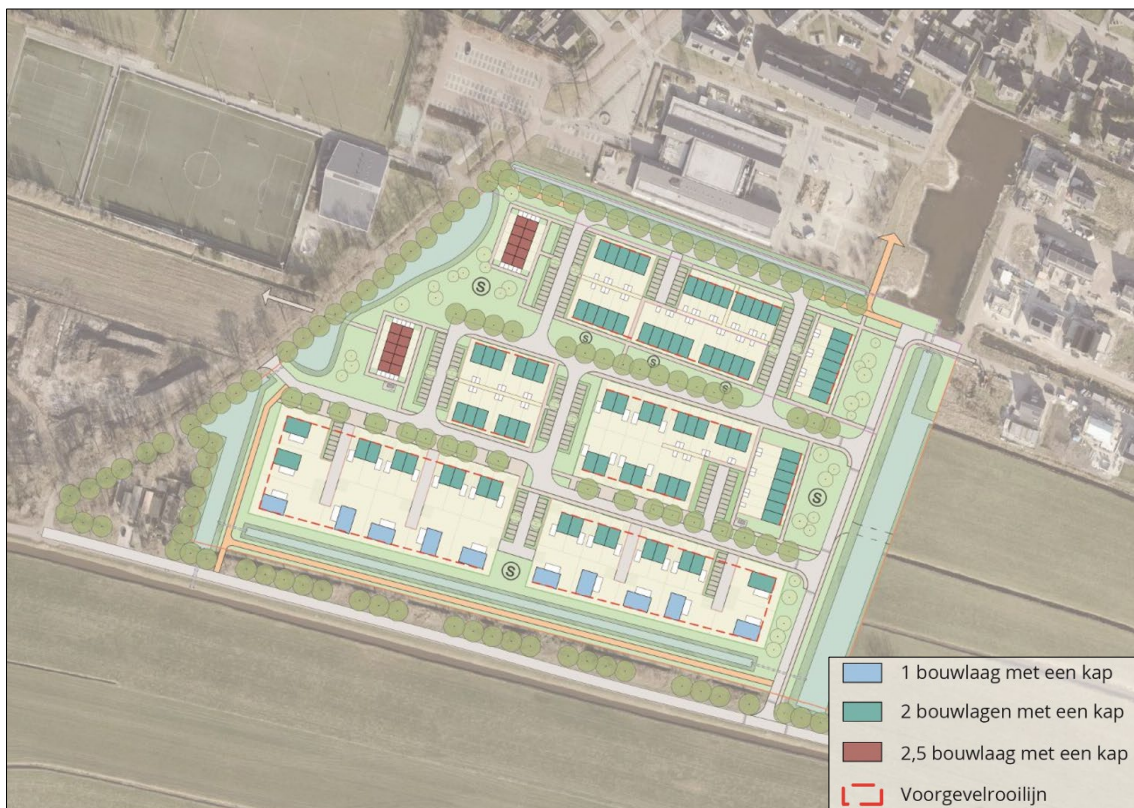 S
S
S
S
S
S
1 bouwlaag met een kap
2 bouwlagen met een kap
2,5 bouwlaag met een kap
Voorgevelrooilijn